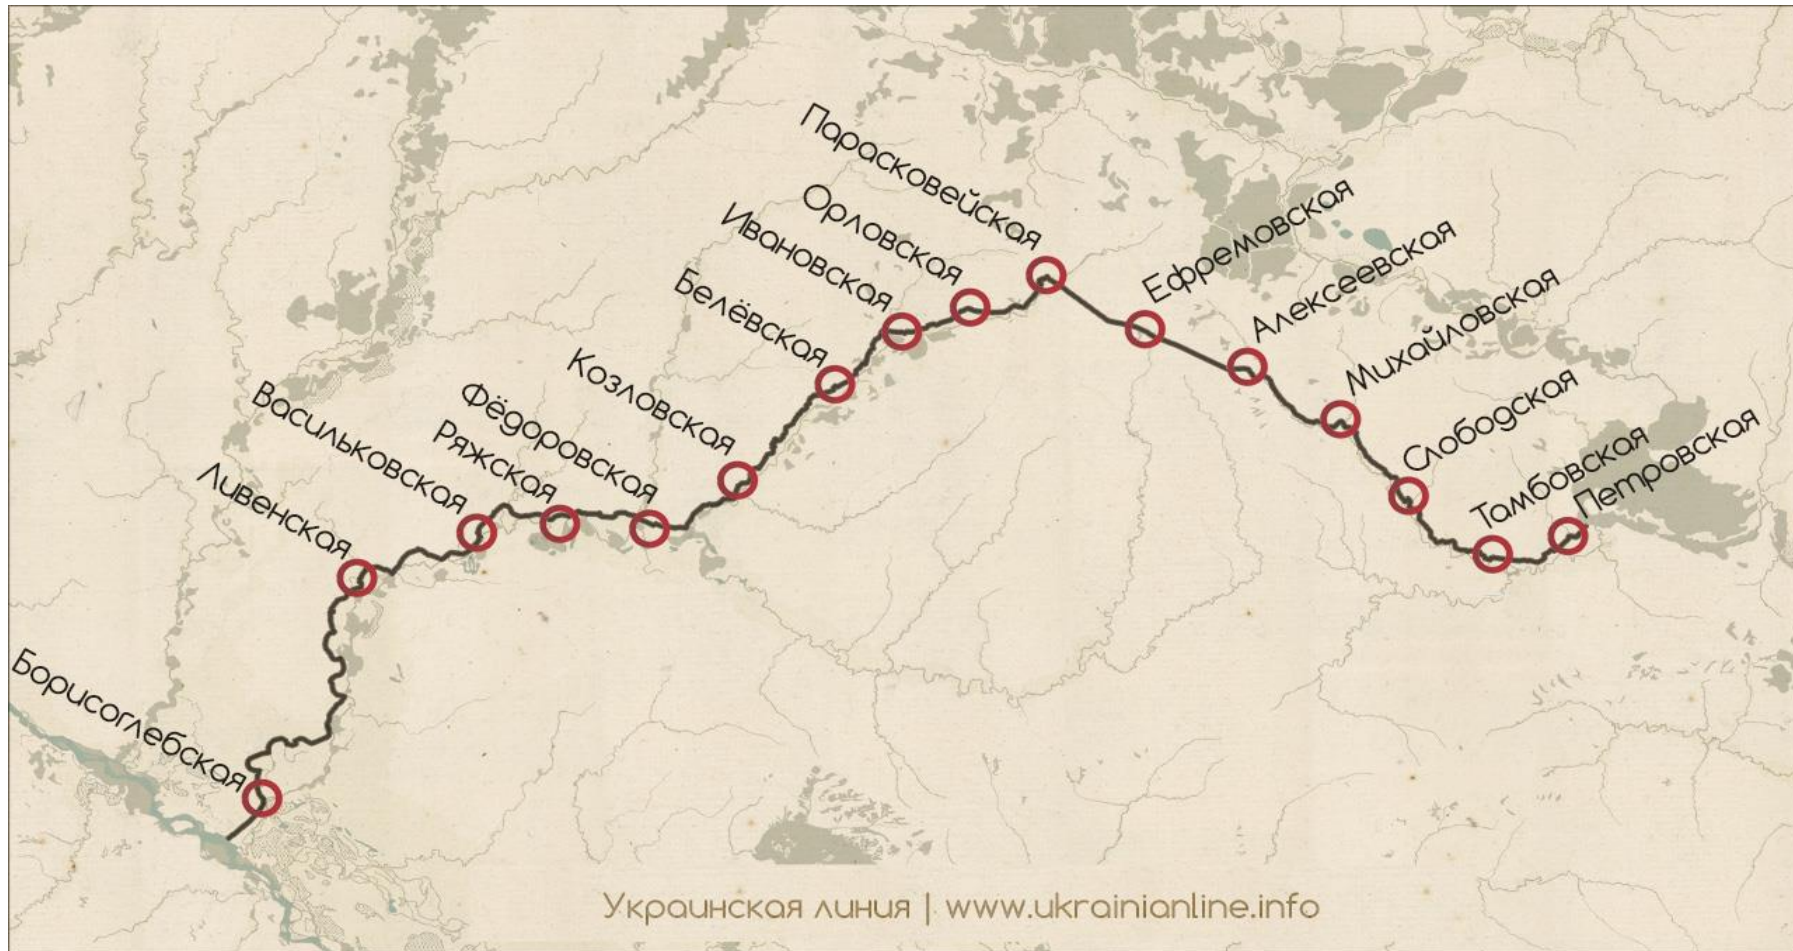 Парасковейская
Орловская
Ивановская
Белёвская
Козловская
Фёдоровская
Ряжская
Васильковская
Ливенская
Борисоглебская
Ефремовская
Алексеевская
Михайловская
Слободская
Тамбовская
Петровская
Украинская линия | www.ukrainianline.info